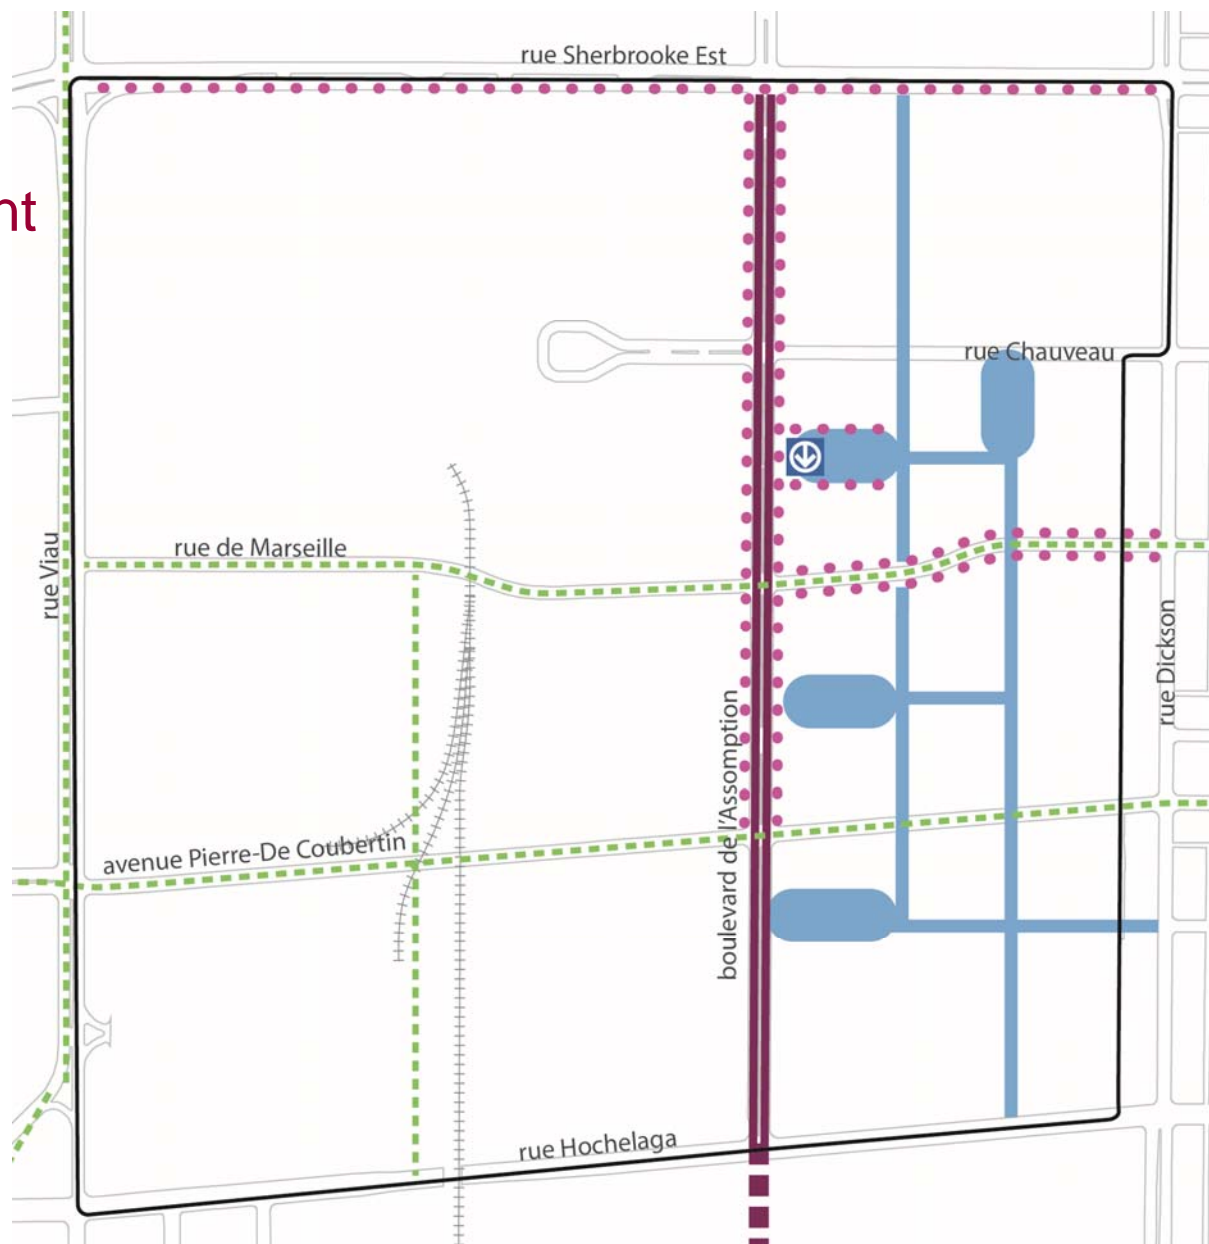 rue Sherbrooke Est
nt
rue Chauveau
rue de Marseille
rue Viau
rue Dickson
boulevard de l'Assomption
avenue Pierre-De Coubertin
rue Hochelaga